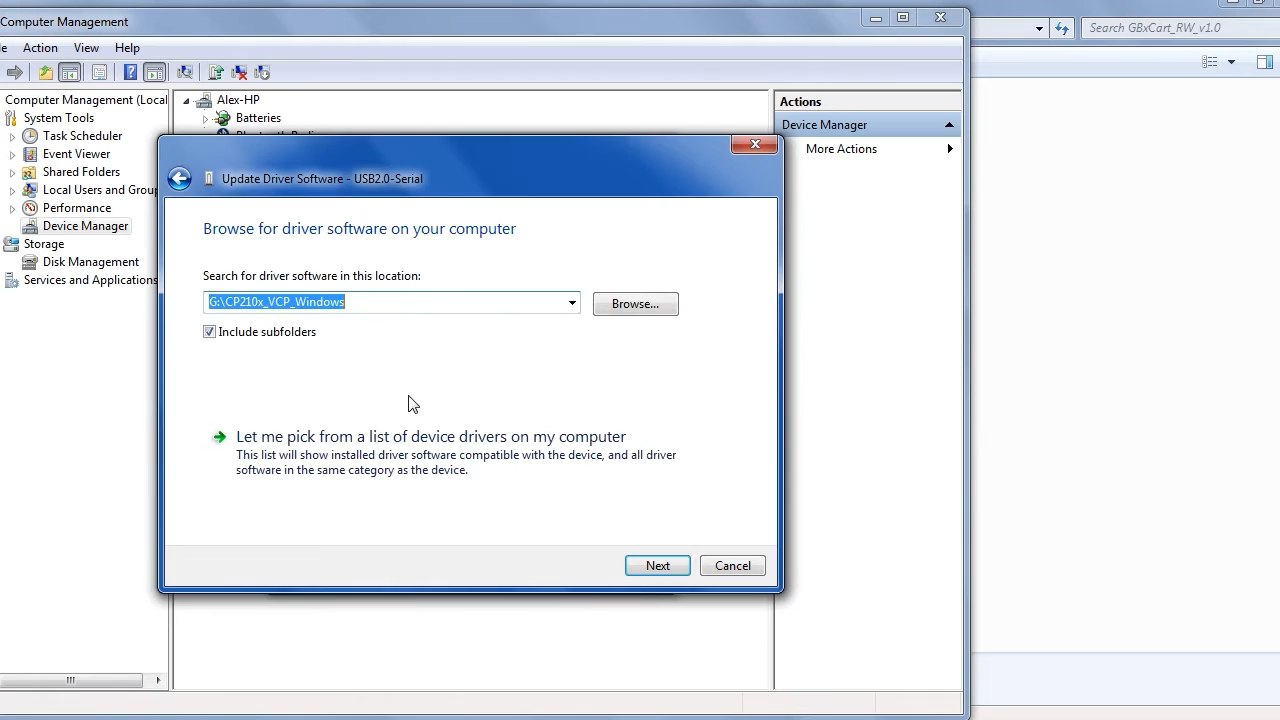 Computer Management
Search GBxCart_RW_v1.0
Action View Help
Computer Management (Local
System Tools
Task Scheduler
Event Viewer
Shared Folders
Local Users and Group
Performance
Device Manager
Storage
Disk Management
Services and Applications
Alex-HP
Batteries
Actions
Device Manager
More Actions
Update Driver Software - USB2.0-Serial
Browse for driver software on your computer
Search for driver software in this location:
G:\CP210x_VCP_Windows
Browse...
Include subfolders
Let me pick from a list of device drivers on my computer
This list will show installed driver software compatible with the device, and all driver
software in the same category as the device.
Next
Cancel